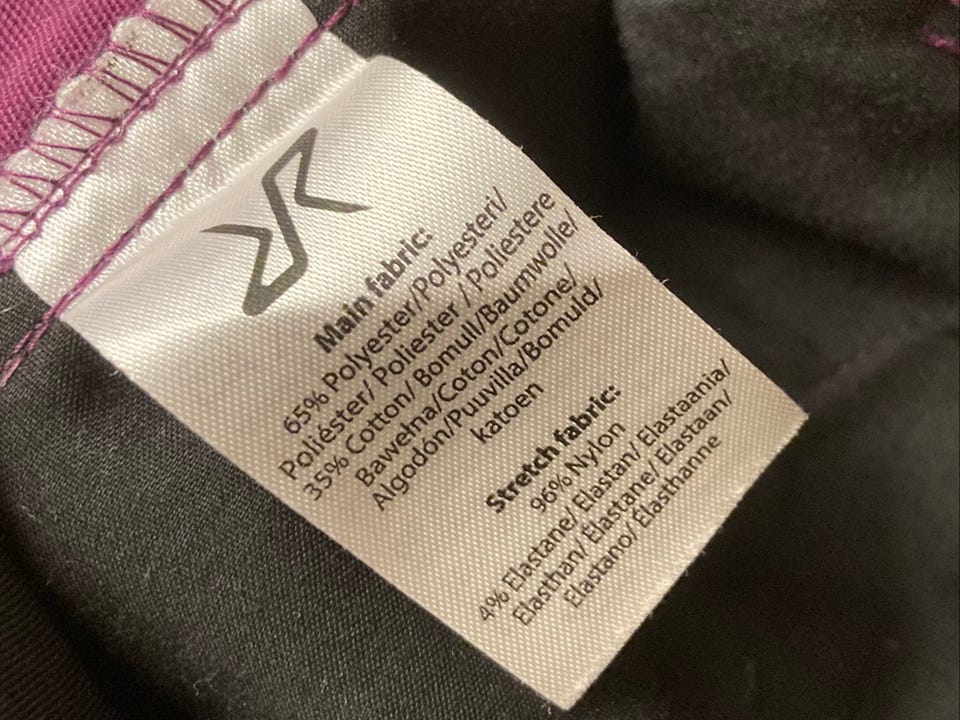 Main fabric:
65% Polyester/Polyesteri/
Poliéster/ Poliester / Poliestere
35% Cotton/ Bomull/Baumwolle/
Bawełna/Coton/Cotone/
Algodón/Puuvilla/Bomuld/
katoen
Stretch fabric:
96% Nylon
4% Elastane/ Elastan/ Elastaania/
Elasthan/ Elastane/ Elastaan/
Elastano/ Élasthanne